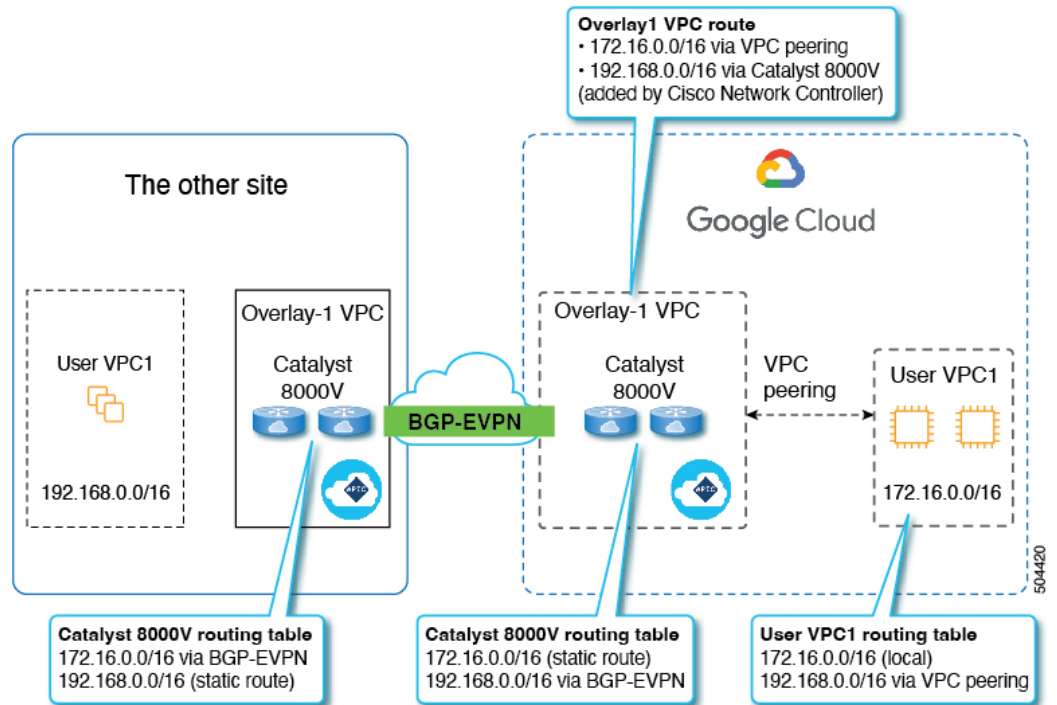 Overlay1 VPC route
• 172.16.0.0/16 via VPC peering
• 192.168.0.0/16 via Catalyst 8000V
(added by Cisco Network Controller)
The other site
Google Cloud
User VPC1
192.168.0.0/16
Overlay-1 VPC
Catalyst
8000V
APIC
BGP-EVPN
Overlay-1 VPC
Catalyst
8000V
APIC
VPC
peering
User VPC1
172.16.0.0/16
504420
Catalyst 8000V routing table
172.16.0.0/16 via BGP-EVPN
192.168.0.0/16 (static route)
Catalyst 8000V routing table
172.16.0.0/16 (static route)
192.168.0.0/16 via BGP-EVPN
User VPC1 routing table
172.16.0.0/16 (local)
192.168.0.0/16 via VPC peering